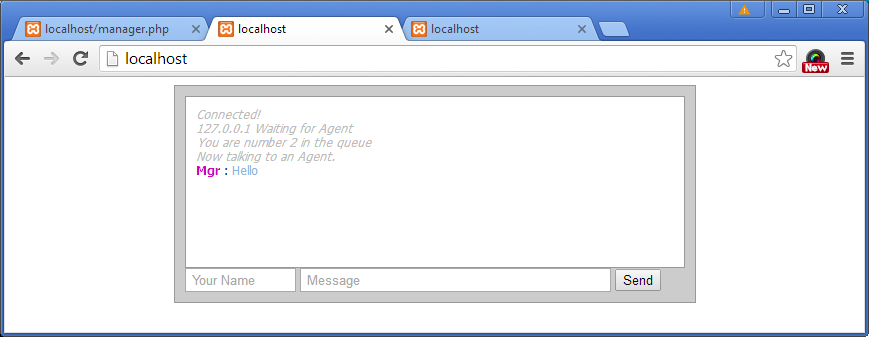 localhost/manager.php
localhost
localhost
localhost
New
Connected!
127.0.0.1 Waiting for Agent
You are number 2 in the queue
Now talking to an Agent.
Mgr : Hello
Your Name
Message
Send